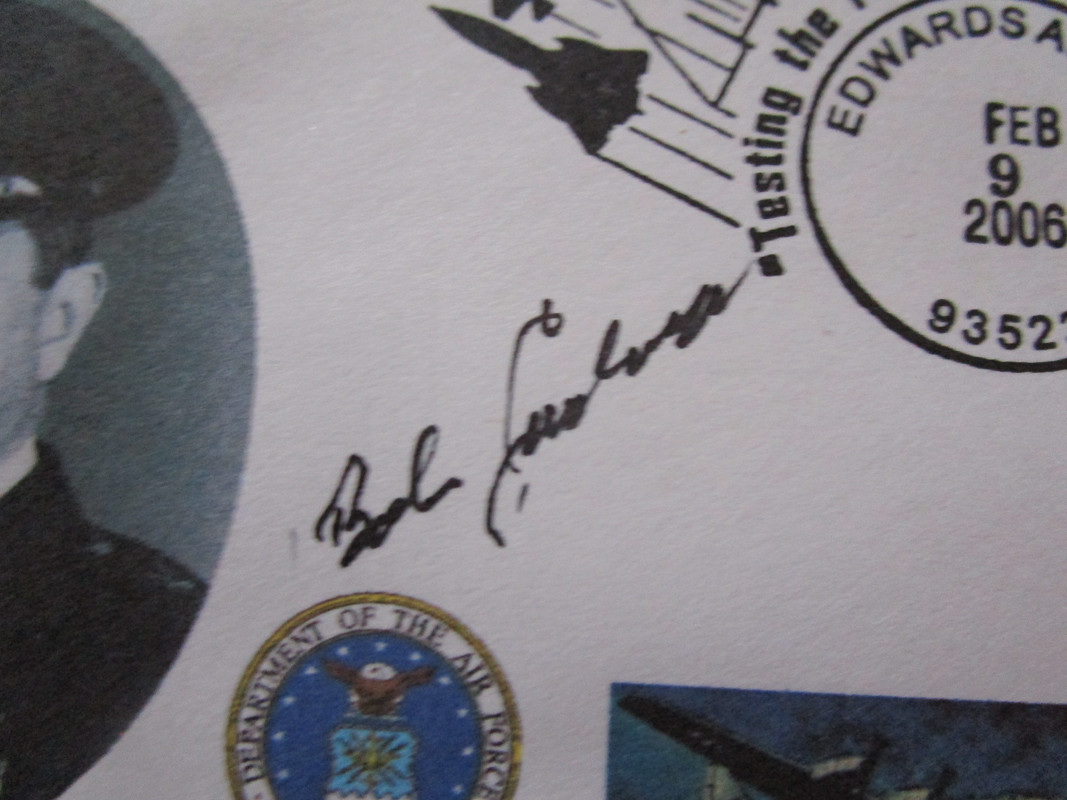 Testing the
EDWARDS A
FEB
9
2006
9352
Bob
DEPARTMENT OF THE AIR FORCE